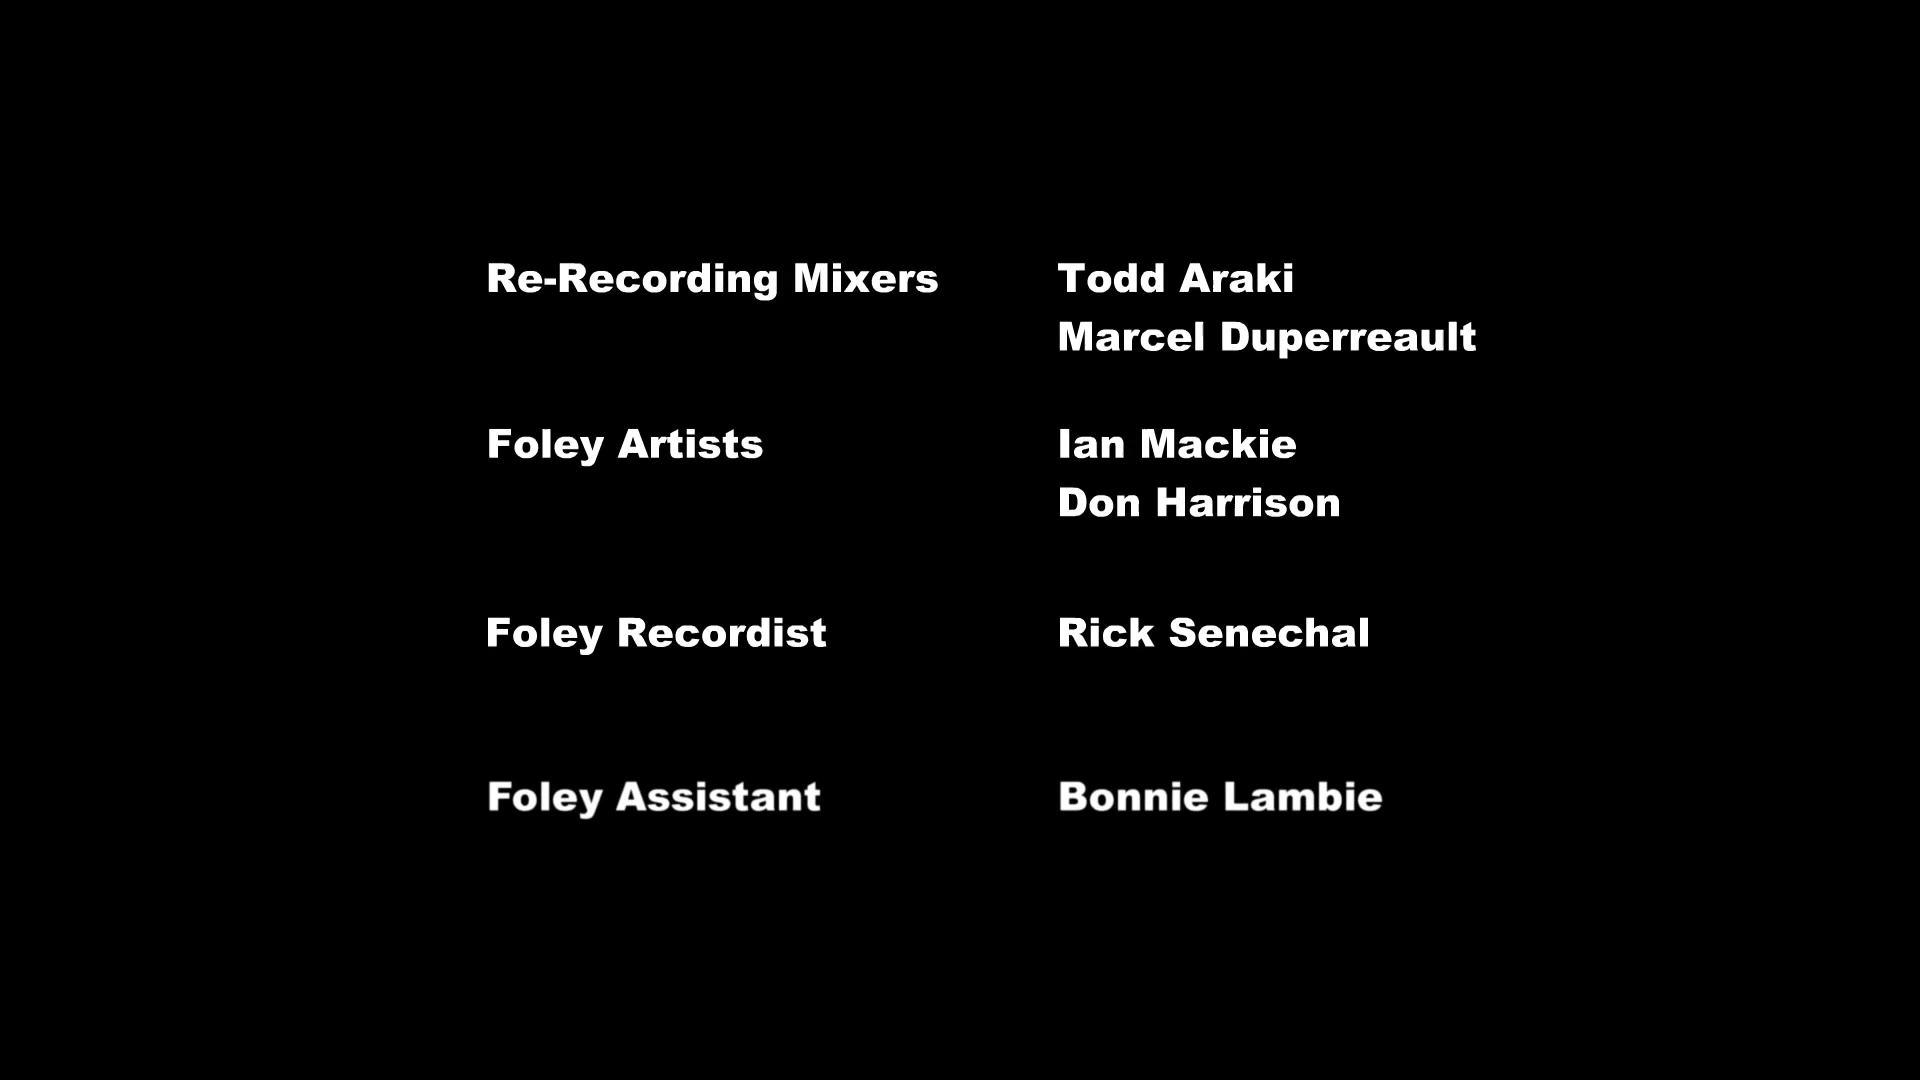 Re-Recording Mixers Todd Araki
Marcel Duperreault
Foley Artists Ian Mackie
Don Harrison
Foley Recordist Rick Senechal
Foley Assistant Bonnie Lambie